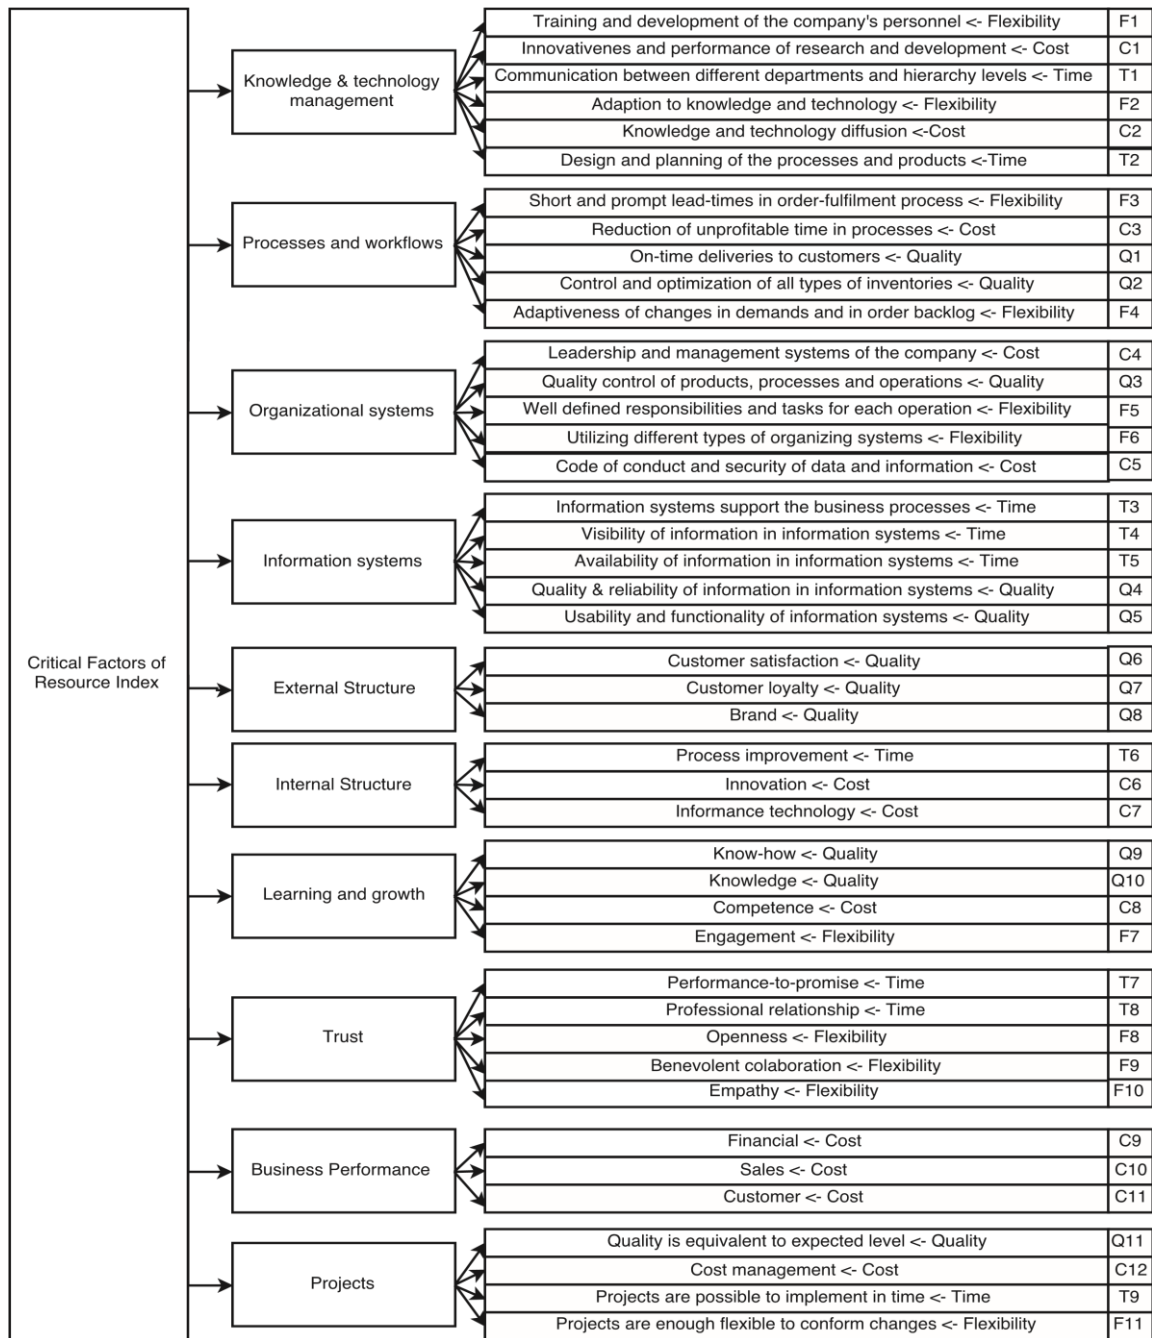 Critical Factors of
Resource Index
Knowledge & technology
management
Training and development of the company's personnel <- Flexibility F1
Innovativenes and performance of research and development <- Cost C1
Communication between different departments and hierarchy levels <- Time T1
Adaption to knowledge and technology <- Flexibility F2
Knowledge and technology diffusion <-Cost C2
Design and planning of the processes and products <-Time T2
Processes and workflows
Short and prompt lead-times in order-fulfilment process <- Flexibility F3
Reduction of unprofitable time in processes <- Cost C3
On-time deliveries to customers <- Quality Q1
Control and optimization of all types of inventories <- Quality Q2
Adaptiveness of changes in demands and in order backlog <- Flexibility F4
Organizational systems
Leadership and management systems of the company <- Cost C4
Quality control of products, processes and operations <- Quality Q3
Well defined responsibilities and tasks for each operation <- Flexibility F5
Utilizing different types of organizing systems <- Flexibility F6
Code of conduct and security of data and information <- Cost C5
Information systems
Information systems support the business processes <- Time T3
Visibility of information in information systems <- Time T4
Availability of information in information systems <- Time T5
Quality & reliability of information in information systems <- Quality Q4
Usability and functionality of information systems <- Quality Q5
External Structure
Customer satisfaction <- Quality Q6
Customer loyalty <- Quality Q7
Brand <- Quality Q8
Internal Structure
Process improvement <- Time T6
Innovation <- Cost C6
Informance technology <- Cost C7
Learning and growth
Know-how <- Quality Q9
Knowledge <- Quality Q10
Competence <- Cost C8
Engagement <- Flexibility F7
Trust
Performance-to-promise <- Time T7
Professional relationship <- Time T8
Openness <- Flexibility F8
Benevolent colaboration <- Flexibility F9
Empathy <- Flexibility F10
Business Performance
Financial <- Cost C9
Sales <- Cost C10
Customer <- Cost C11
Projects
Quality is equivalent to expected level <- Quality Q11
Cost management <- Cost C12
Projects are possible to implement in time <- Time T9
Projects are enough flexible to conform changes <- Flexibility F11